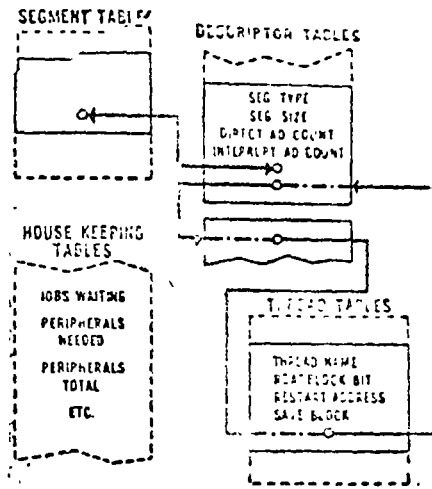 SEGMENT TABLE
DESCRIPTOR TABLES
SEG TYPE
SEG SIZE
DIRECT AD COUNT
INTERRUPT AD COUNT
HOUSE KEEPING
TABLES
JOBS WAITING
PERIPHERALS
NEEDED
PERIPHERALS
TOTAL
ETC.
THREAD TABLES
THREAD NAME
BIT
RESTART ADDRESS
SAVE BLOCK